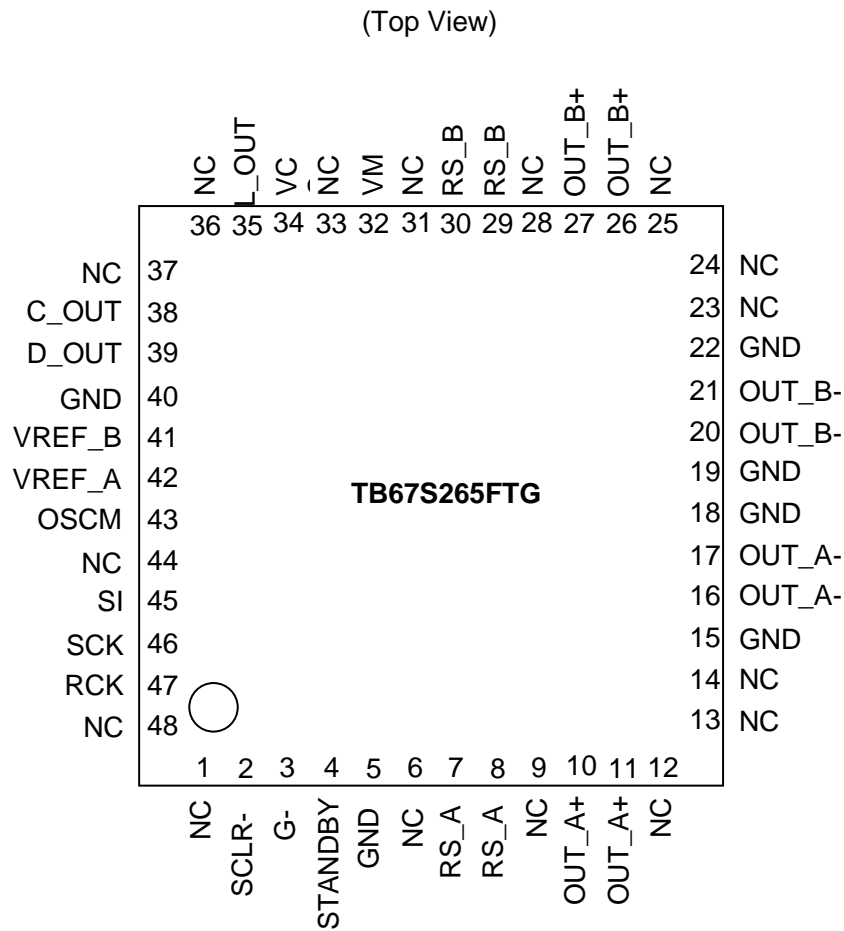 (Top View)
NC L_OUT VC NC VM NC RS_B RS_B NC OUT_B+ OUT_B+ NC
36 35 34 33 32 31 30 29 28 27 26 25
NC 37
C_OUT 38
D_OUT 39
GND 40
VREF_B 41
VREF_A 42
OSCM 43
NC 44
SI 45
SCK 46
RCK 47
NC 48
TB67S265FTG
24 NC
23 NC
22 GND
21 OUT_B-
20 OUT_B-
19 GND
18 GND
17 OUT_A-
16 OUT_A-
15 GND
14 NC
13 NC
1 2 3 4 5 6 7 8 9 10 11 12
NC SCLR- G- STANDBY GND NC RS_A RS_A NC OUT_A+ OUT_A+ NC